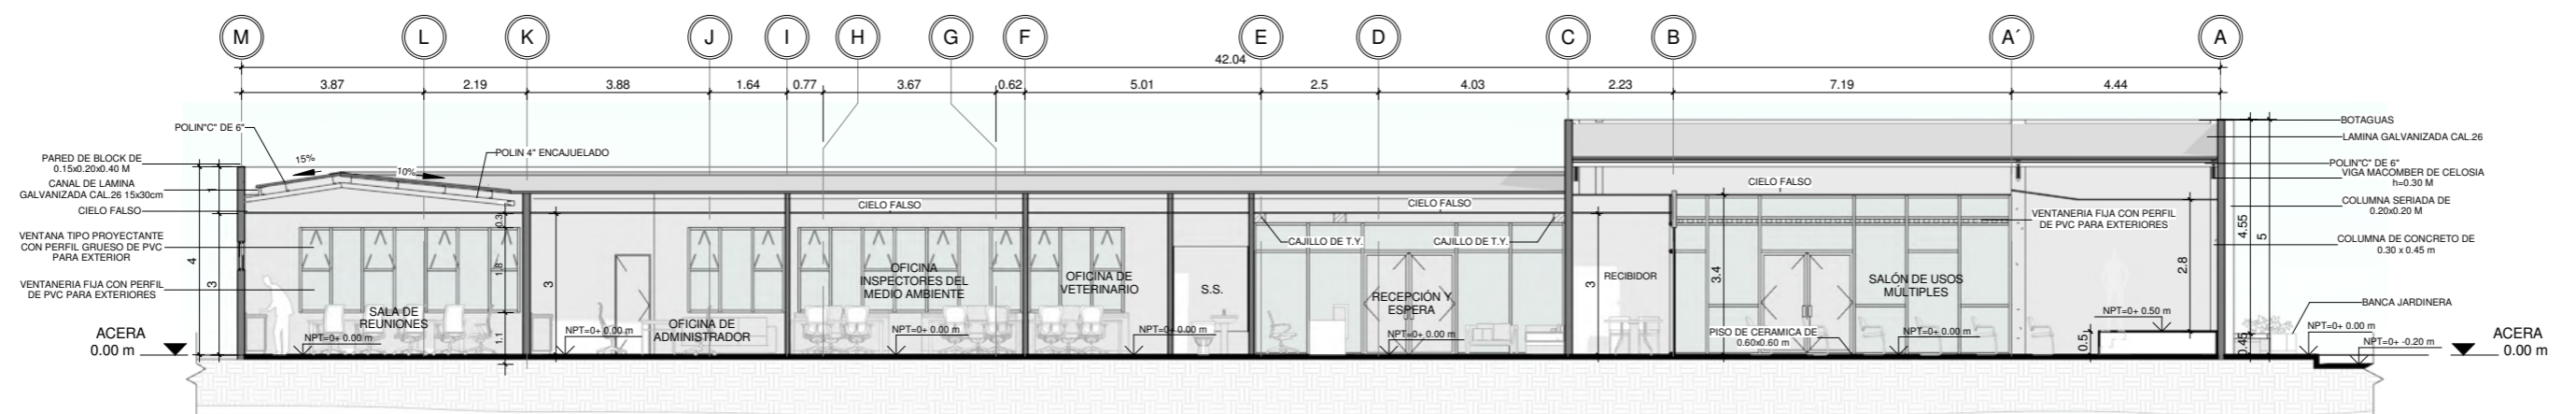 M
L
K
J
I
H
G
F
E
D
C
B
A´
A
42.04
3.87
2.19
3.88
1.64
0.77
3.67
0.62
5.01
2.5
4.03
2.23
7.19
4.44
POLIN"C" DE 6"
PARED DE BLOCK DE
0.15x0.20x0.40 M
CANAL DE LAMINA
GALVANIZADA CAL.26 15x30cm
CIELO FALSO
VENTANA TIPO PROYECTANTE
CON PERFIL GRUESO DE PVC
PARA EXTERIOR
VENTANERIA FIJA CON PERFIL
DE PVC PARA EXTERIORES
ACERA
0.00 m
4
1
3
15%
10%
POLIN 4" ENCAJUELADO
0.3
1.8
1.1
SALA DE
REUNIONES
NPT=0+ 0.00 m
3
NPT=0+ 0.00 m
OFICINA DE
ADMINISTRADOR
CIELO FALSO
OFICINA
INSPECTORES DEL
MEDIO AMBIENTE
NPT=0+ 0.00 m
OFICINA DE
VETERINARIO
NPT=0+ 0.00 m
S.S.
CIELO FALSO
CAJILLO DE T.Y.
CAJILLO DE T.Y.
RECEPCIÓN Y
ESPERA
NPT=0+ 0.00 m
3
RECIBIDOR
CIELO FALSO
3.4
VENTANERIA FIJA CON PERFIL
DE PVC PARA EXTERIORES
SALÓN DE USOS
MÚLTIPLES
PISO DE CERAMICA DE
0.60x0.60 m
NPT=0+ 0.00 m
2.8
NPT=0+ 0.50 m
0.5
BOTAGUAS
LAMINA GALVANIZADA CAL.26
POLIN"C" DE 6"
VIGA MACOMBER DE CELOSIA
h=0.30 M
COLUMNA SERIADA DE
0.20x0.20 M
COLUMNA DE CONCRETO DE
0.30 x 0.45 m
4.55
5
0.45
BANCA JARDINERA
NPT=0+ 0.00 m
NPT=0+ -0.20 m
ACERA
0.00 m